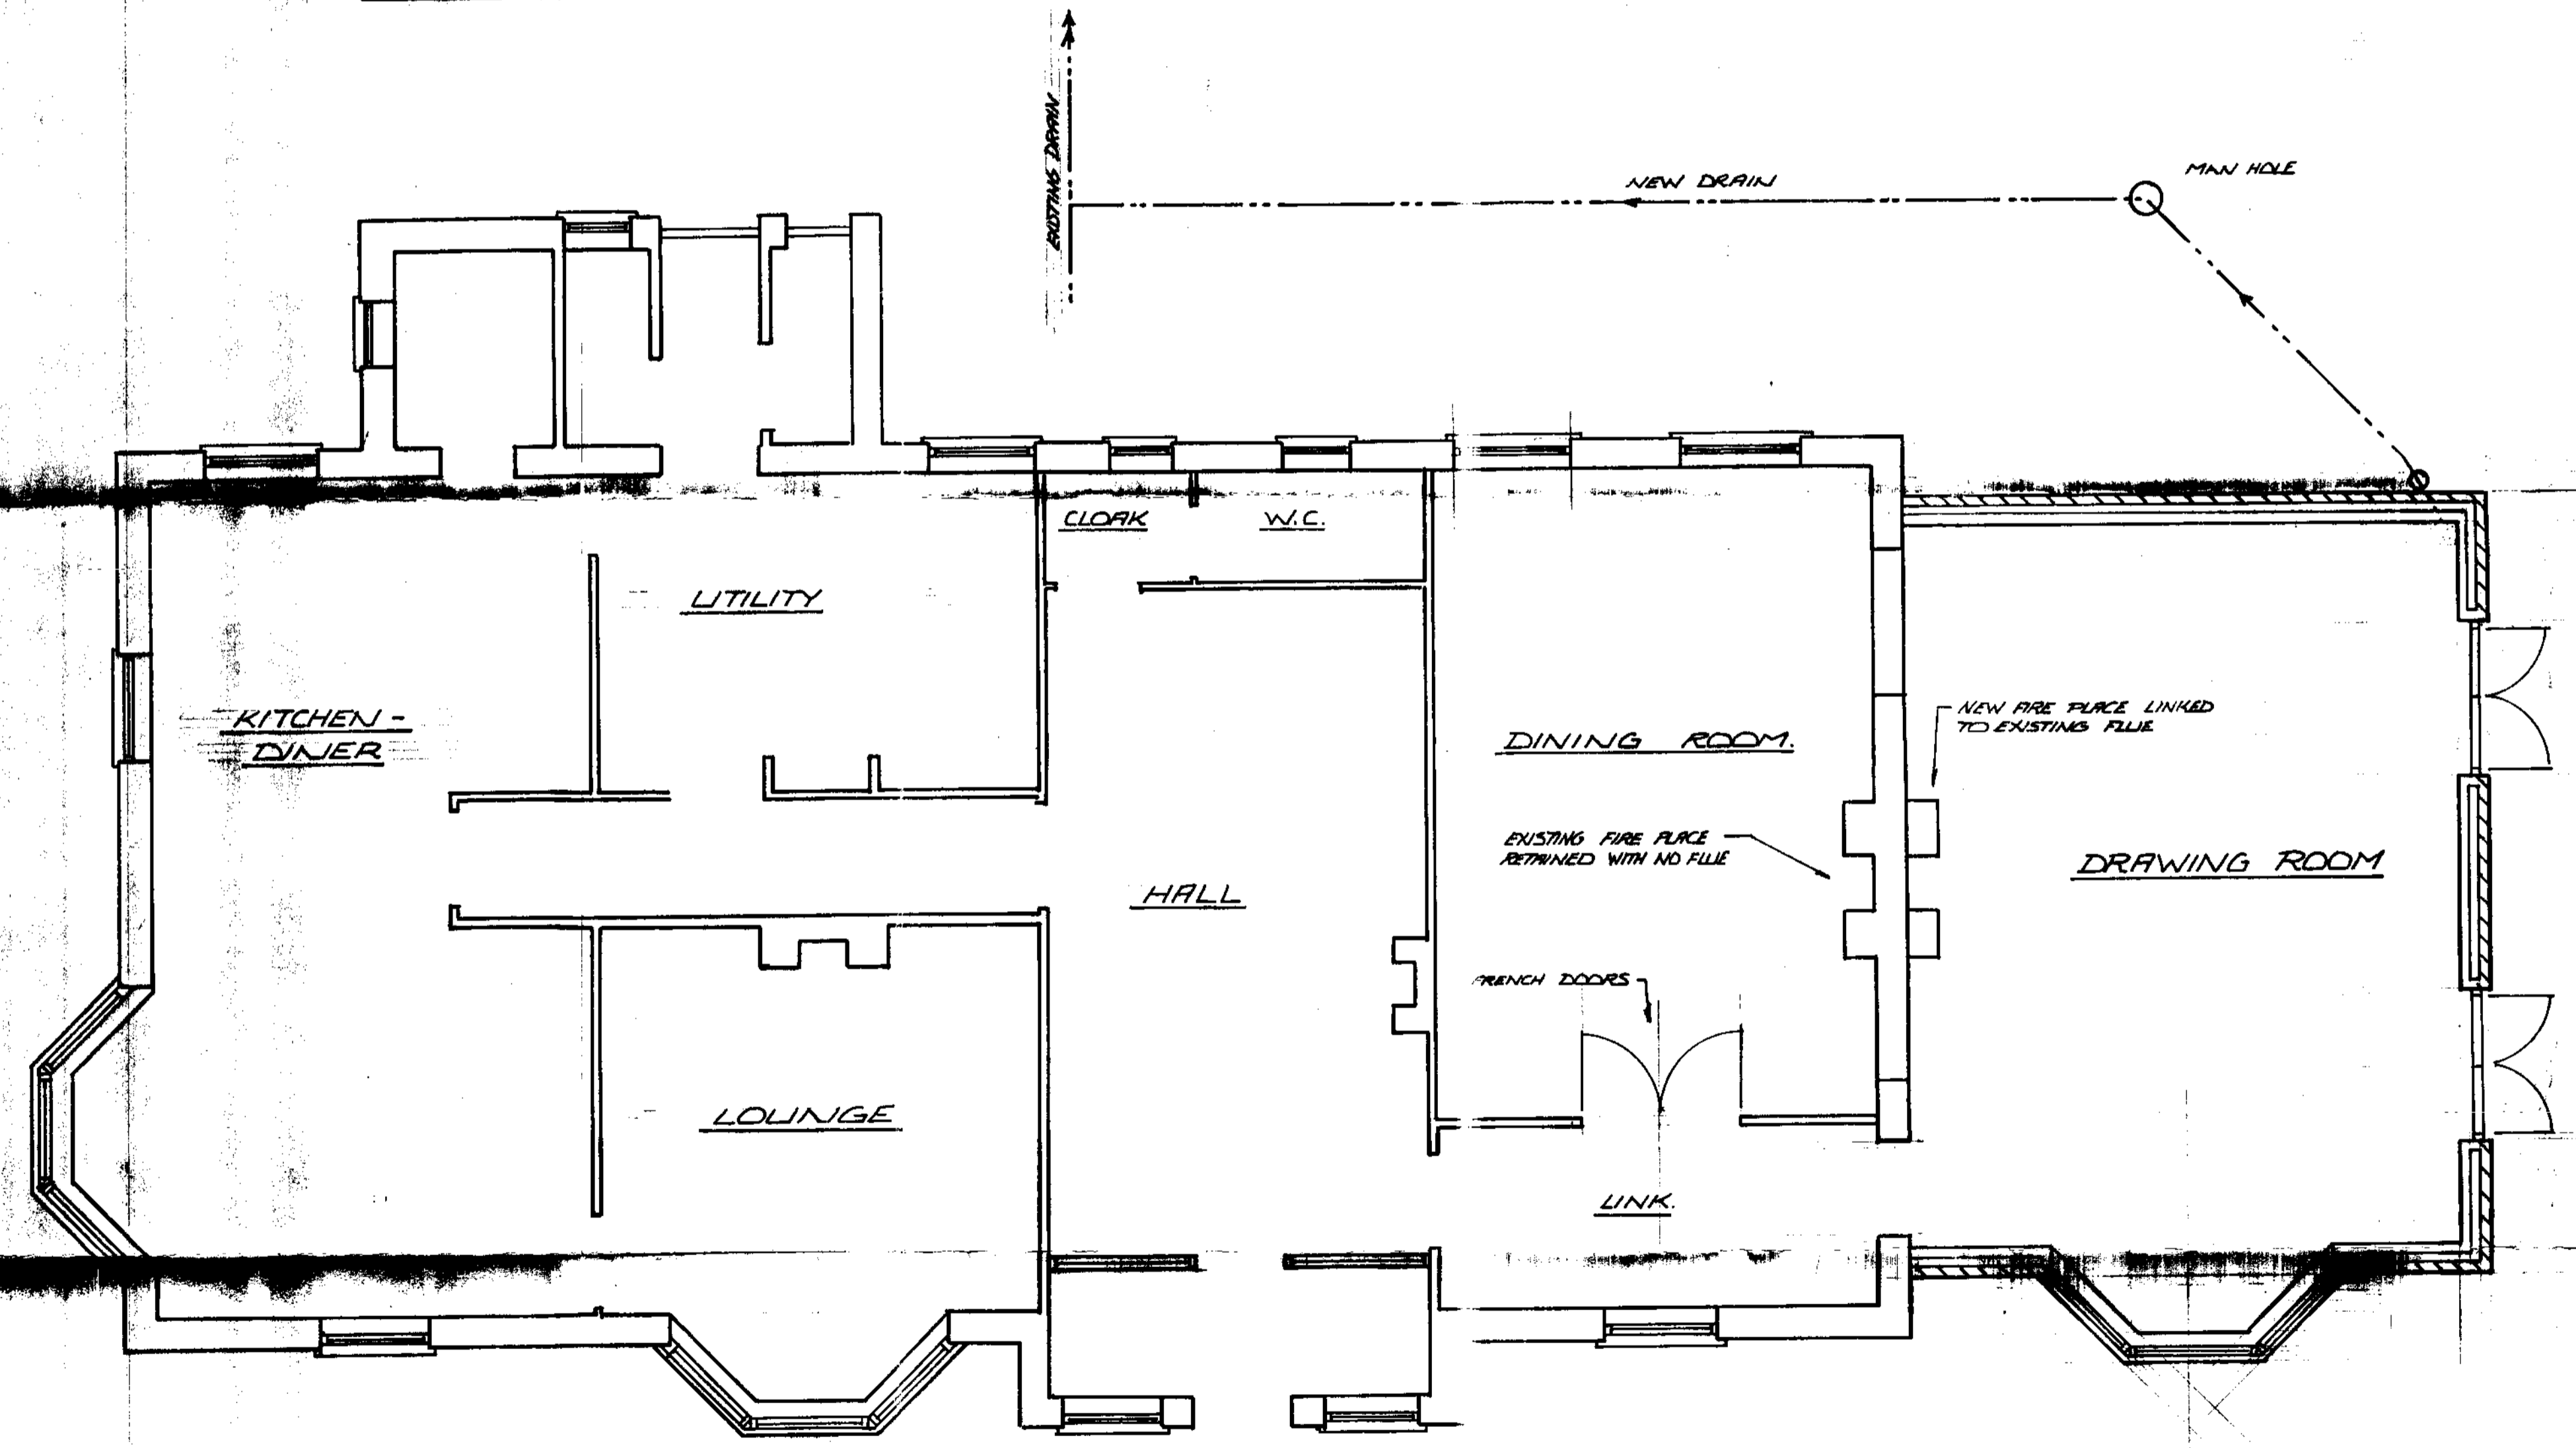 EXISTING DRAIN
NEW DRAIN
MAN HOLE
CLOAK
W.C.
UTILITY
KITCHEN -
DINER
DINING ROOM.
NEW FIRE PLACE LINKED
TO EXISTING FLUE
EXISTING FIRE PLACE
RETAINED WITH NO FLUE
DRAWING ROOM
HALL
FRENCH DOORS
LOUNGE
LINK.